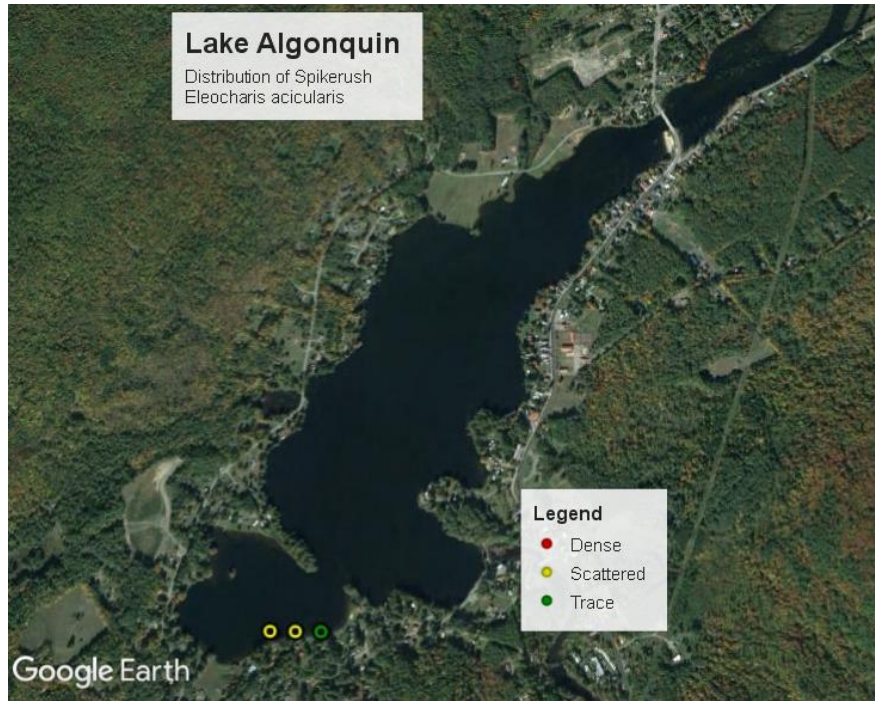 Lake Algonquin
Distribution of Spikerush
Eleocharis acicularis
Legend
Dense
Scattered
Trace
Google Earth